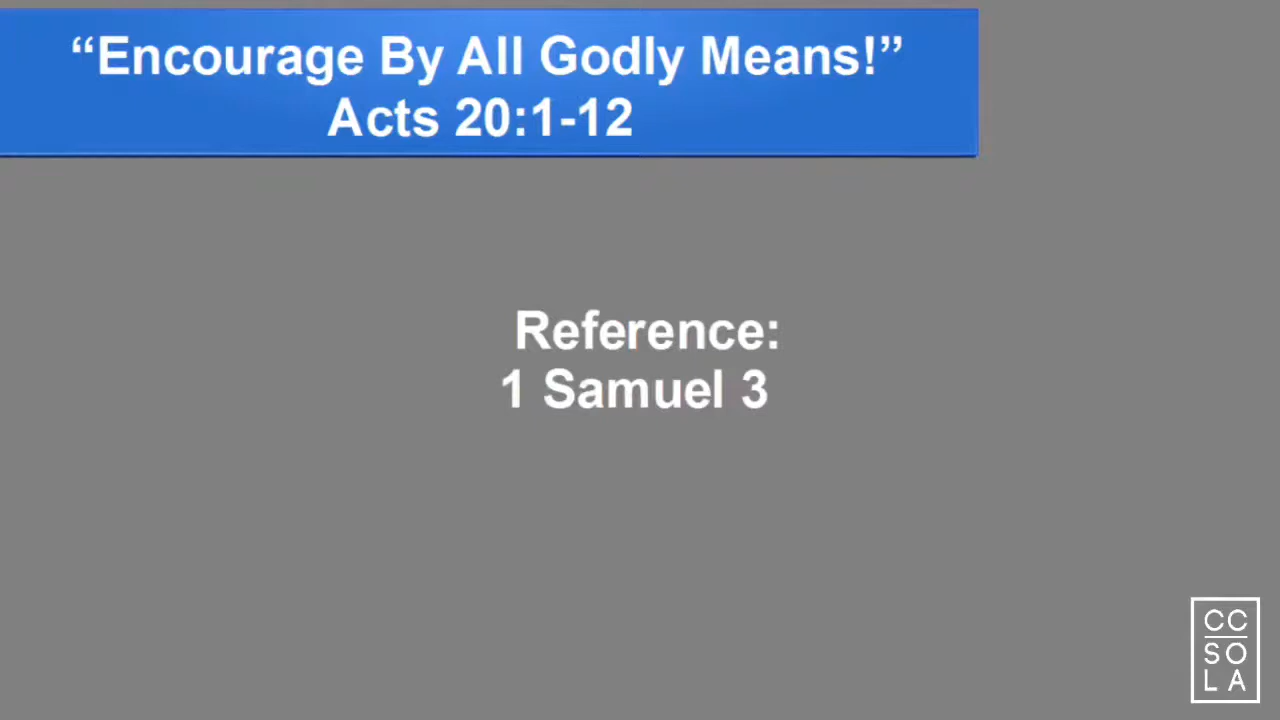 “Encourage By All Godly Means!”
Acts 20:1-12
Reference:
1 Samuel 3
CC
SO
LA